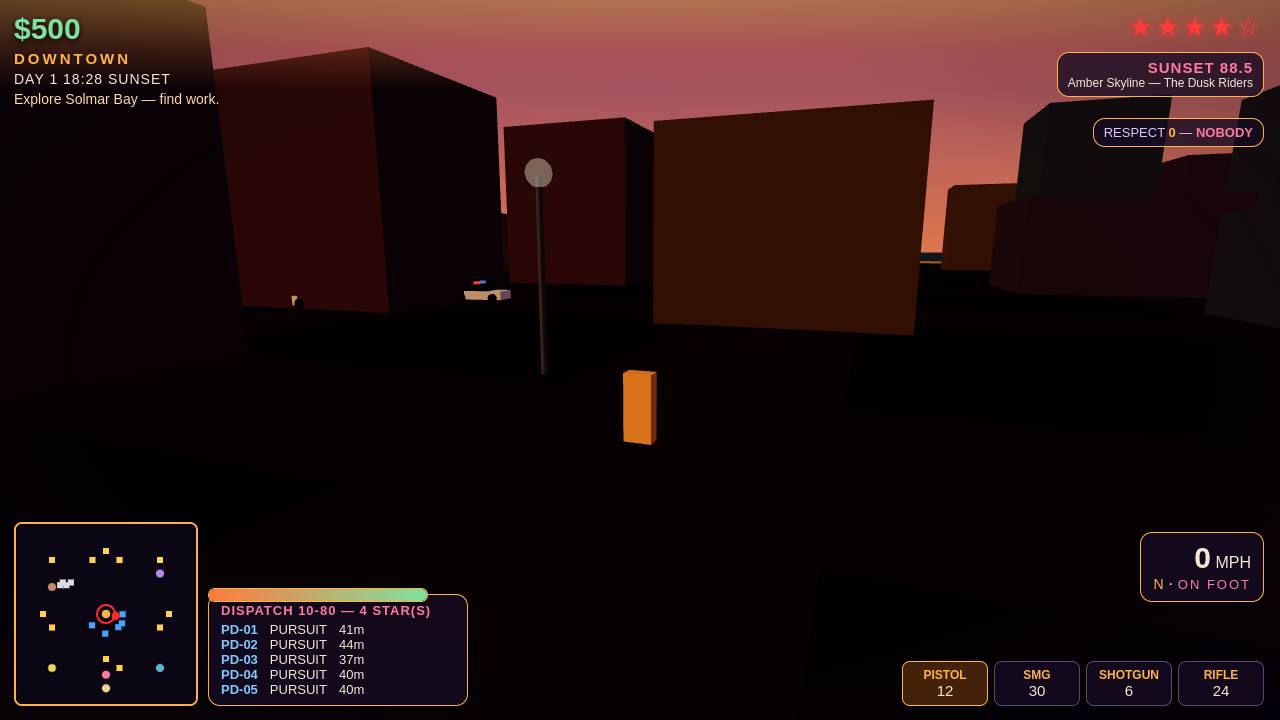 $500
DOWNTOWN
DAY 1 18:28 SUNSET
Explore Solmar Bay — find work.
★★★★☆
SUNSET 88.5
Amber Skyline — The Dusk Riders
RESPECT 0 — NOBODY
DISPATCH 10-80 — 4 STAR(S)
PD-01 PURSUIT 41m
PD-02 PURSUIT 44m
PD-03 PURSUIT 37m
PD-04 PURSUIT 40m
PD-05 PURSUIT 40m
0 MPH
N · ON FOOT
PISTOL
12
SMG
30
SHOTGUN
6
RIFLE
24